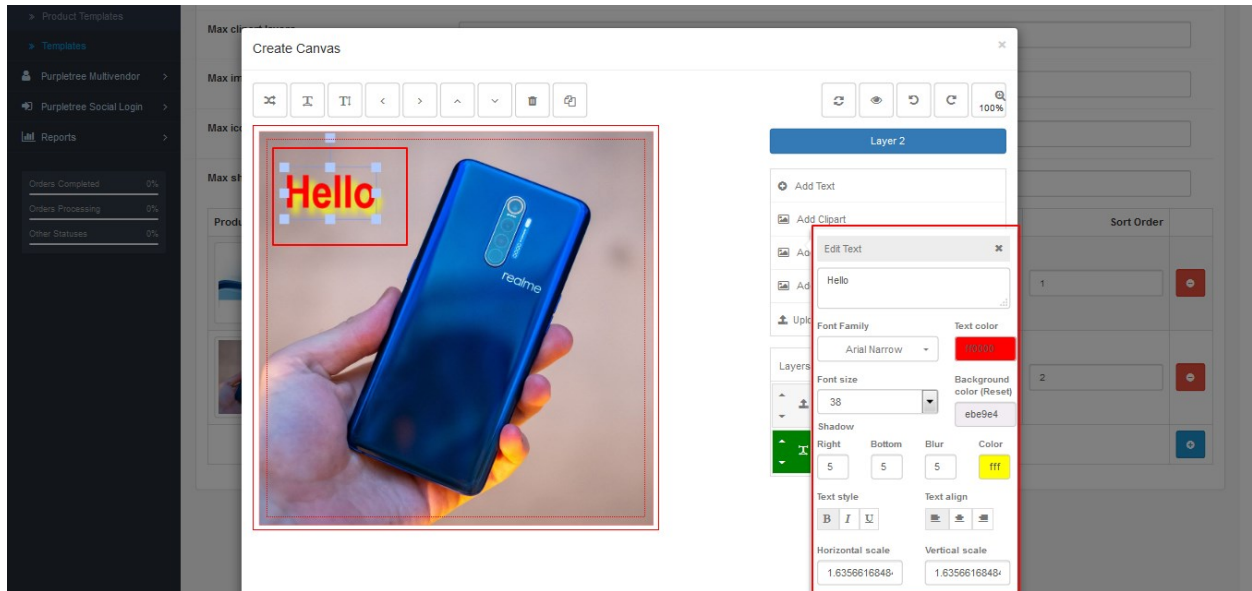 » Product Templates
» Templates
Purpletree Multivendor >
Purpletree Social Login >
Reports >
Orders Completed 0%
Orders Processing 0%
Other Statuses 0%
Max clipart layers
Max im
Max ico
Max sh
Produ
Sort Order
1
2
Create Canvas ×
100%
Hello
realme
Layer 2
Add Text
Add Clipart
Ad
Ad
Uplo
Layers
Edit Text
Hello
Font Family Text color
Arial Narrow ff0000
Font size Background color (Reset)
38 ebe9e4
Shadow
Right Bottom Blur Color
5 5 5 fff
Text style Text align
B I U
Horizontal scale Vertical scale
1.6356616848 1.6356616848